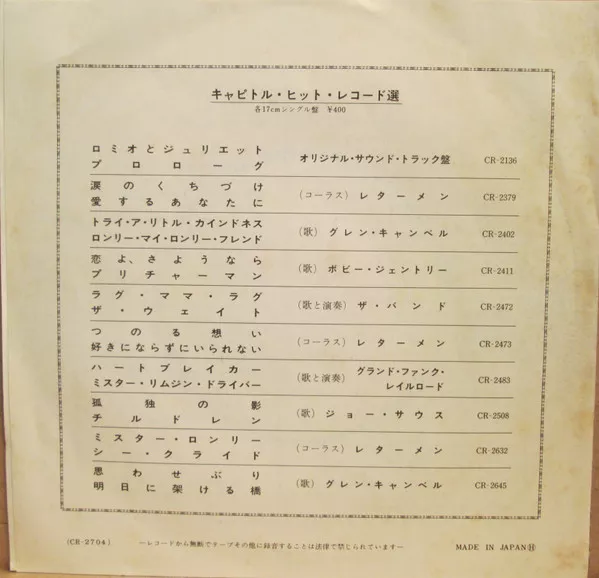 キャピトル・ヒット・レコード選
各17cmシングル盤 ¥400
ロミオとジュリエット
プロローグ
オリジナル・サウンド・トラック盤 CR-2136
涙のくちづけ
愛するあなたに
(コーラス) レターメン CR-2379
トライ・ア・リトル・カインドネス
ロンリー・マイ・ロンリー・フレンド
(歌) グレン・キャンベル CR-2402
恋よ、さようなら
プリチャーマン
(歌) ボビー・ジェントリー CR-2411
ラグ・ママ・ラグ
ザ・ウェイト
(歌と演奏) ザ・バンド CR-2472
つのる想い
好きにならずにいられない
(コーラス) レターメン CR-2473
ハートブレイカー
ミスター・リムジン・ドライバー
(歌と演奏) グランド・ファンク・
レイルロード CR-2483
孤独の影
チルドレン
(歌) ジョー・サウス CR-2508
ミスター・ロンリー
シー・クライド
(コーラス) レターメン CR-2632
思わせぶり
明日に架ける橋
(歌) グレン・キャンベル CR-2645
(CR-2704) ―レコードから無断でテープその他に録音することは法律で禁じられています― MADE IN JAPAN Ⓗ